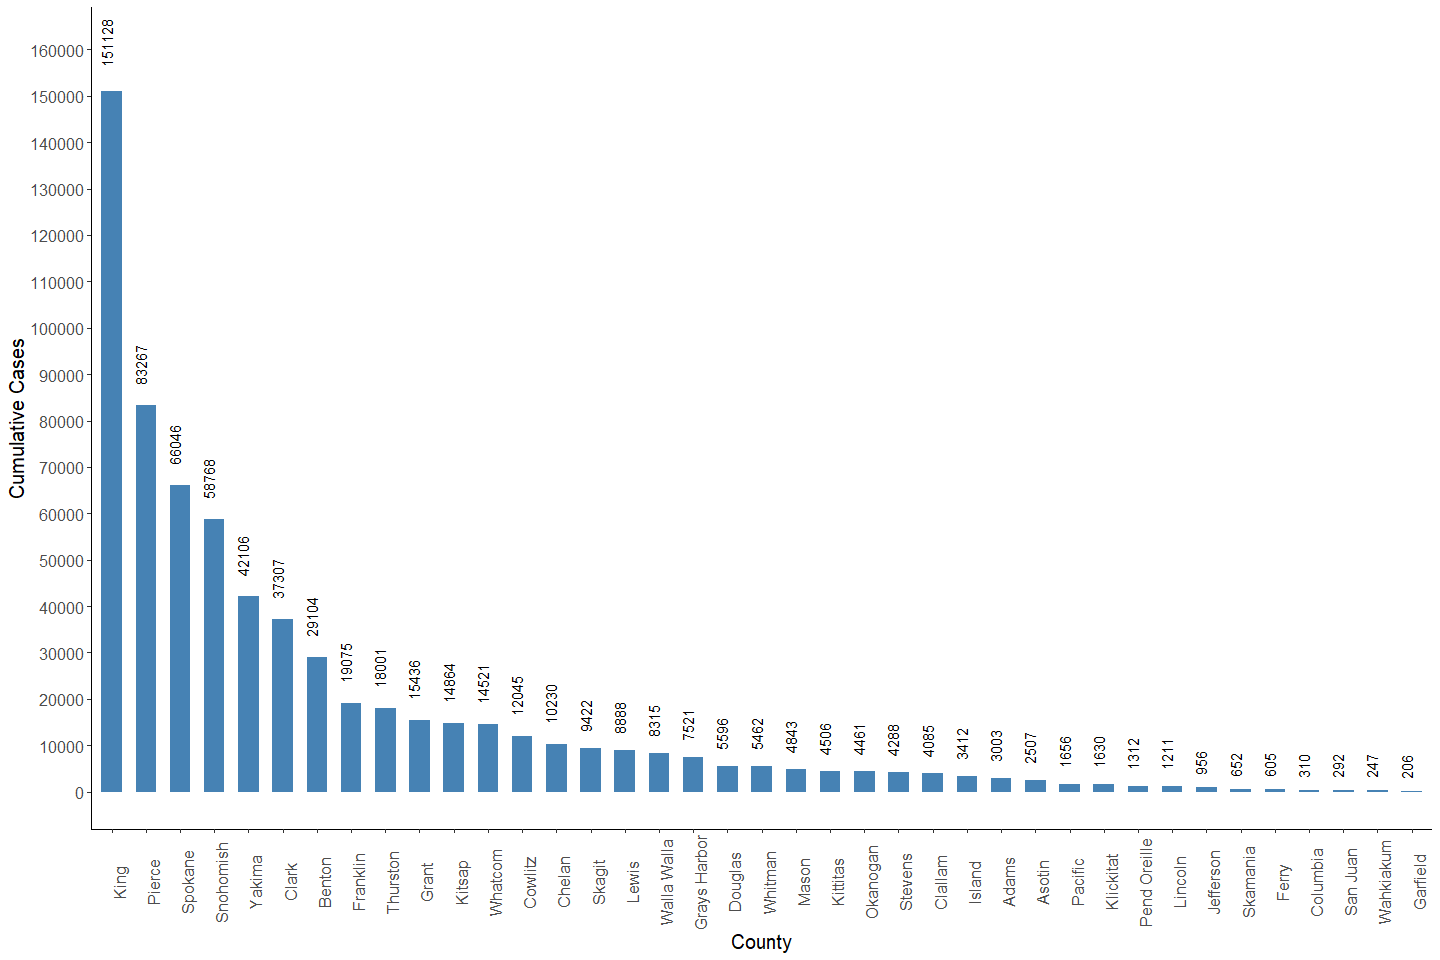 Cumulative Cases
160000
150000
140000
130000
120000
110000
100000
90000
80000
70000
60000
50000
40000
30000
20000
10000
0
151128
83267
66046
58768
42106
37307
29104
19075
18001
15436
14864
14521
12045
10230
9422
8888
8315
7521
5596
5462
4843
4506
4461
4288
4085
3412
3003
2507
1656
1630
1312
1211
956
652
605
310
292
247
206
King
Pierce
Spokane
Snohomish
Yakima
Clark
Benton
Franklin
Thurston
Grant
Kitsap
Whatcom
Cowlitz
Chelan
Skagit
Lewis
Walla Walla
Grays Harbor
Douglas
Whitman
Mason
Kittitas
Okanogan
Stevens
Clallam
Island
Adams
Asotin
Pacific
Klickitat
Pend Oreille
Lincoln
Jefferson
Skamania
Ferry
Columbia
San Juan
Wahkiakum
Garfield
County